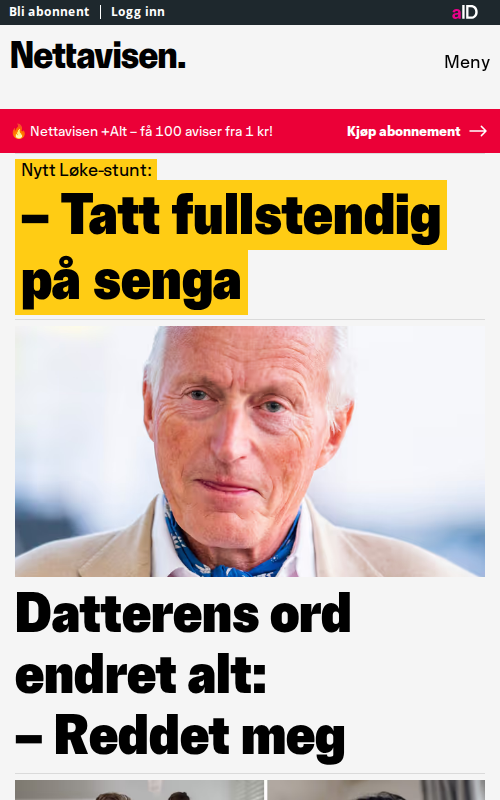 Bli abonnent | Logg inn
aID
Nettavisen.
Meny
🔥 Nettavisen +Alt – få 100 aviser fra 1 kr!
Kjøp abonnement →
Nytt Løke-stunt:
– Tatt fullstendig
på senga
Datterens ord
endret alt:
– Reddet meg